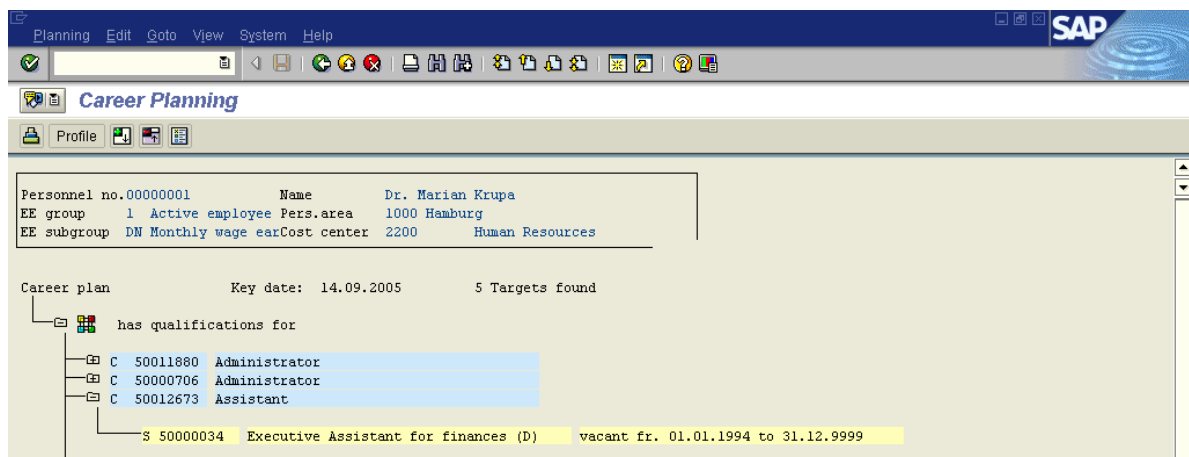 Planning Edit Goto View System Help
SAP
Career Planning
Profile
Personnel no.00000001 Name Dr. Marian Krupa
EE group 1 Active employee Pers.area 1000 Hamburg
EE subgroup DN Monthly wage earCost center 2200 Human Resources
Career plan Key date: 14.09.2005 5 Targets found
has qualifications for
C 50011880 Administrator
C 50000706 Administrator
C 50012673 Assistant
S 50000034 Executive Assistant for finances (D) vacant fr. 01.01.1994 to 31.12.9999